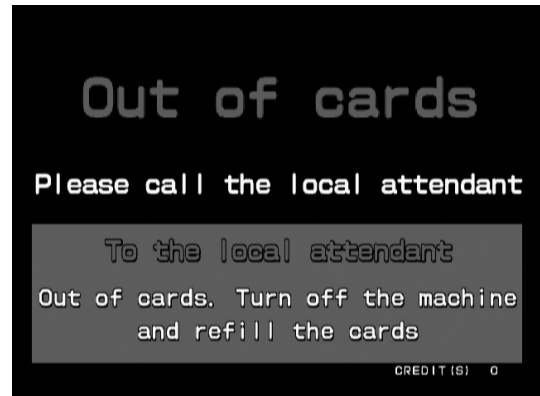 Out of cards
Please call the local attendant
To the local attendant
Out of cards. Turn off the machine
and refill the cards
CREDIT(S) 0